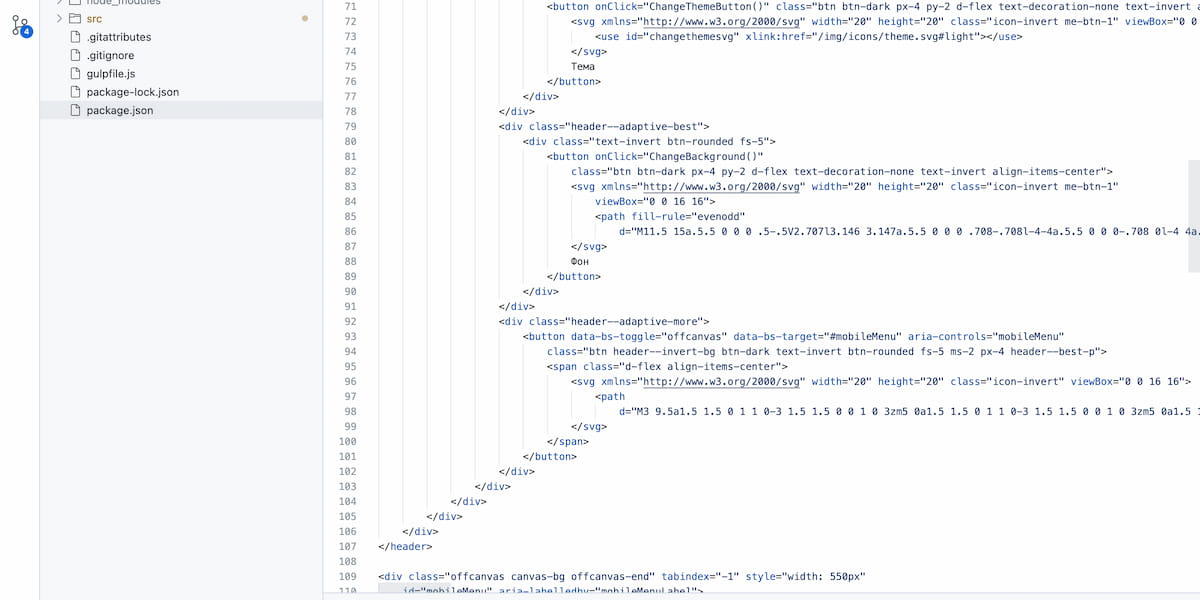 node_modules
src
.gitattributes
.gitignore
gulpfile.js
package-lock.json
package.json
4
71 <button onClick="ChangeThemeButton()" class="btn btn-dark px-4 py-2 d-flex text-decoration-none text-invert
72 <svg xmlns="http://www.w3.org/2000/svg" width="20" height="20" class="icon-invert me-btn-1" viewBox="0 0
73 <use id="changethemesvg" xlink:href="/img/icons/theme.svg#light"></use>
74 </svg>
75 Тема
76 </button>
77 </div>
78 </div>
79 <div class="header--adaptive-best">
80 <div class="text-invert btn-rounded fs-5">
81 <button onClick="ChangeBackground()"
82 class="btn btn-dark px-4 py-2 d-flex text-decoration-none text-invert align-items-center">
83 <svg xmlns="http://www.w3.org/2000/svg" width="20" height="20" class="icon-invert me-btn-1"
84 viewBox="0 0 16 16">
85 <path fill-rule="evenodd"
86 d="M11.5 15a.5.5 0 0 0 .5-.5V2.707l3.146 3.147a.5.5 0 0 0 .708-.708l-4-4a.5.5 0 0 0-.708 0l-4 4a.
87 </svg>
88 Фон
89 </button>
90 </div>
91 </div>
92 <div class="header--adaptive-more">
93 <button data-bs-toggle="offcanvas" data-bs-target="#mobileMenu" aria-controls="mobileMenu"
94 class="btn header--invert-bg btn-dark text-invert btn-rounded fs-5 ms-2 px-4 header--best-p">
95 <span class="d-flex align-items-center">
96 <svg xmlns="http://www.w3.org/2000/svg" width="20" height="20" class="icon-invert" viewBox="0 0 16 16">
97 <path
98 d="M3 9.5a1.5 1.5 0 1 1 0-3 1.5 1.5 0 0 1 0 3zm5 0a1.5 1.5 0 1 1 0-3 1.5 1.5 0 0 1 0 3zm5 0a1.5
99 </svg>
100 </span>
101 </button>
102 </div>
103 </div>
104 </div>
105 </div>
106 </div>
107 </header>
108
109 <div class="offcanvas canvas-bg offcanvas-end" tabindex="-1" style="width: 550px"
110 id="mobileMenu" aria-labelledby="mobileMenuLabel">